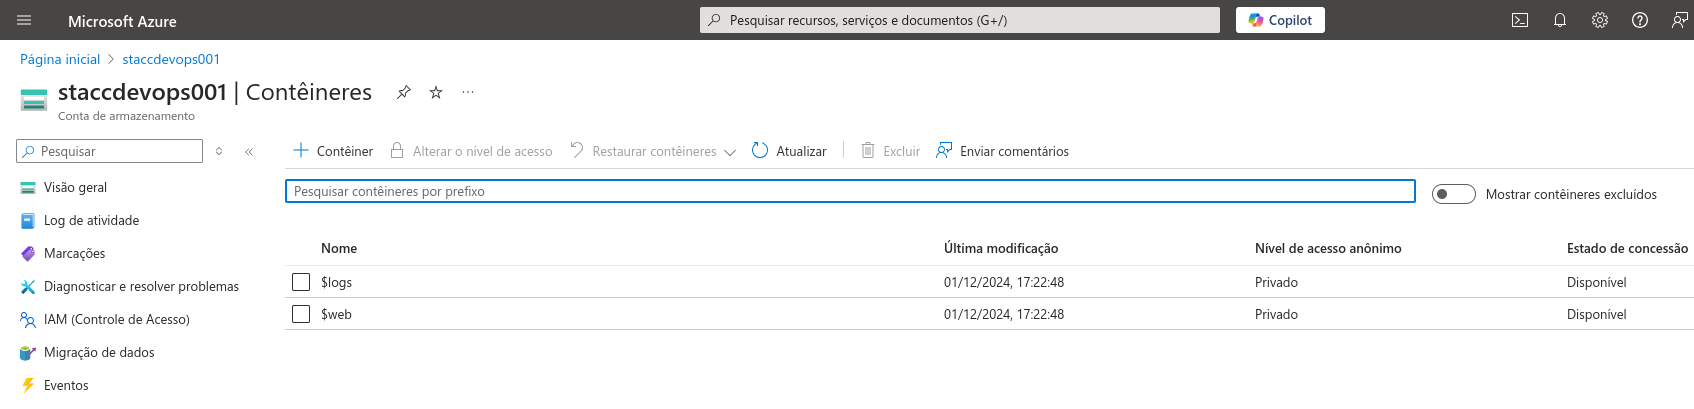 Microsoft Azure
Pesquisar recursos, serviços e documentos (G+/)
Copilot
Página inicial > staccdevops001
staccdevops001 | Contêineres
Conta de armazenamento
Pesquisar
Contêiner
Alterar o nível de acesso
Restaurar contêineres
Atualizar
Excluir
Enviar comentários
Pesquisar contêineres por prefixo
Mostrar contêineres excluídos
Visão geral
Log de atividade
Marcações
Diagnosticar e resolver problemas
IAM (Controle de Acesso)
Migração de dados
Eventos
Nome Última modificação Nível de acesso anônimo Estado de concessão
$logs 01/12/2024, 17:22:48 Privado Disponível
$web 01/12/2024, 17:22:48 Privado Disponível